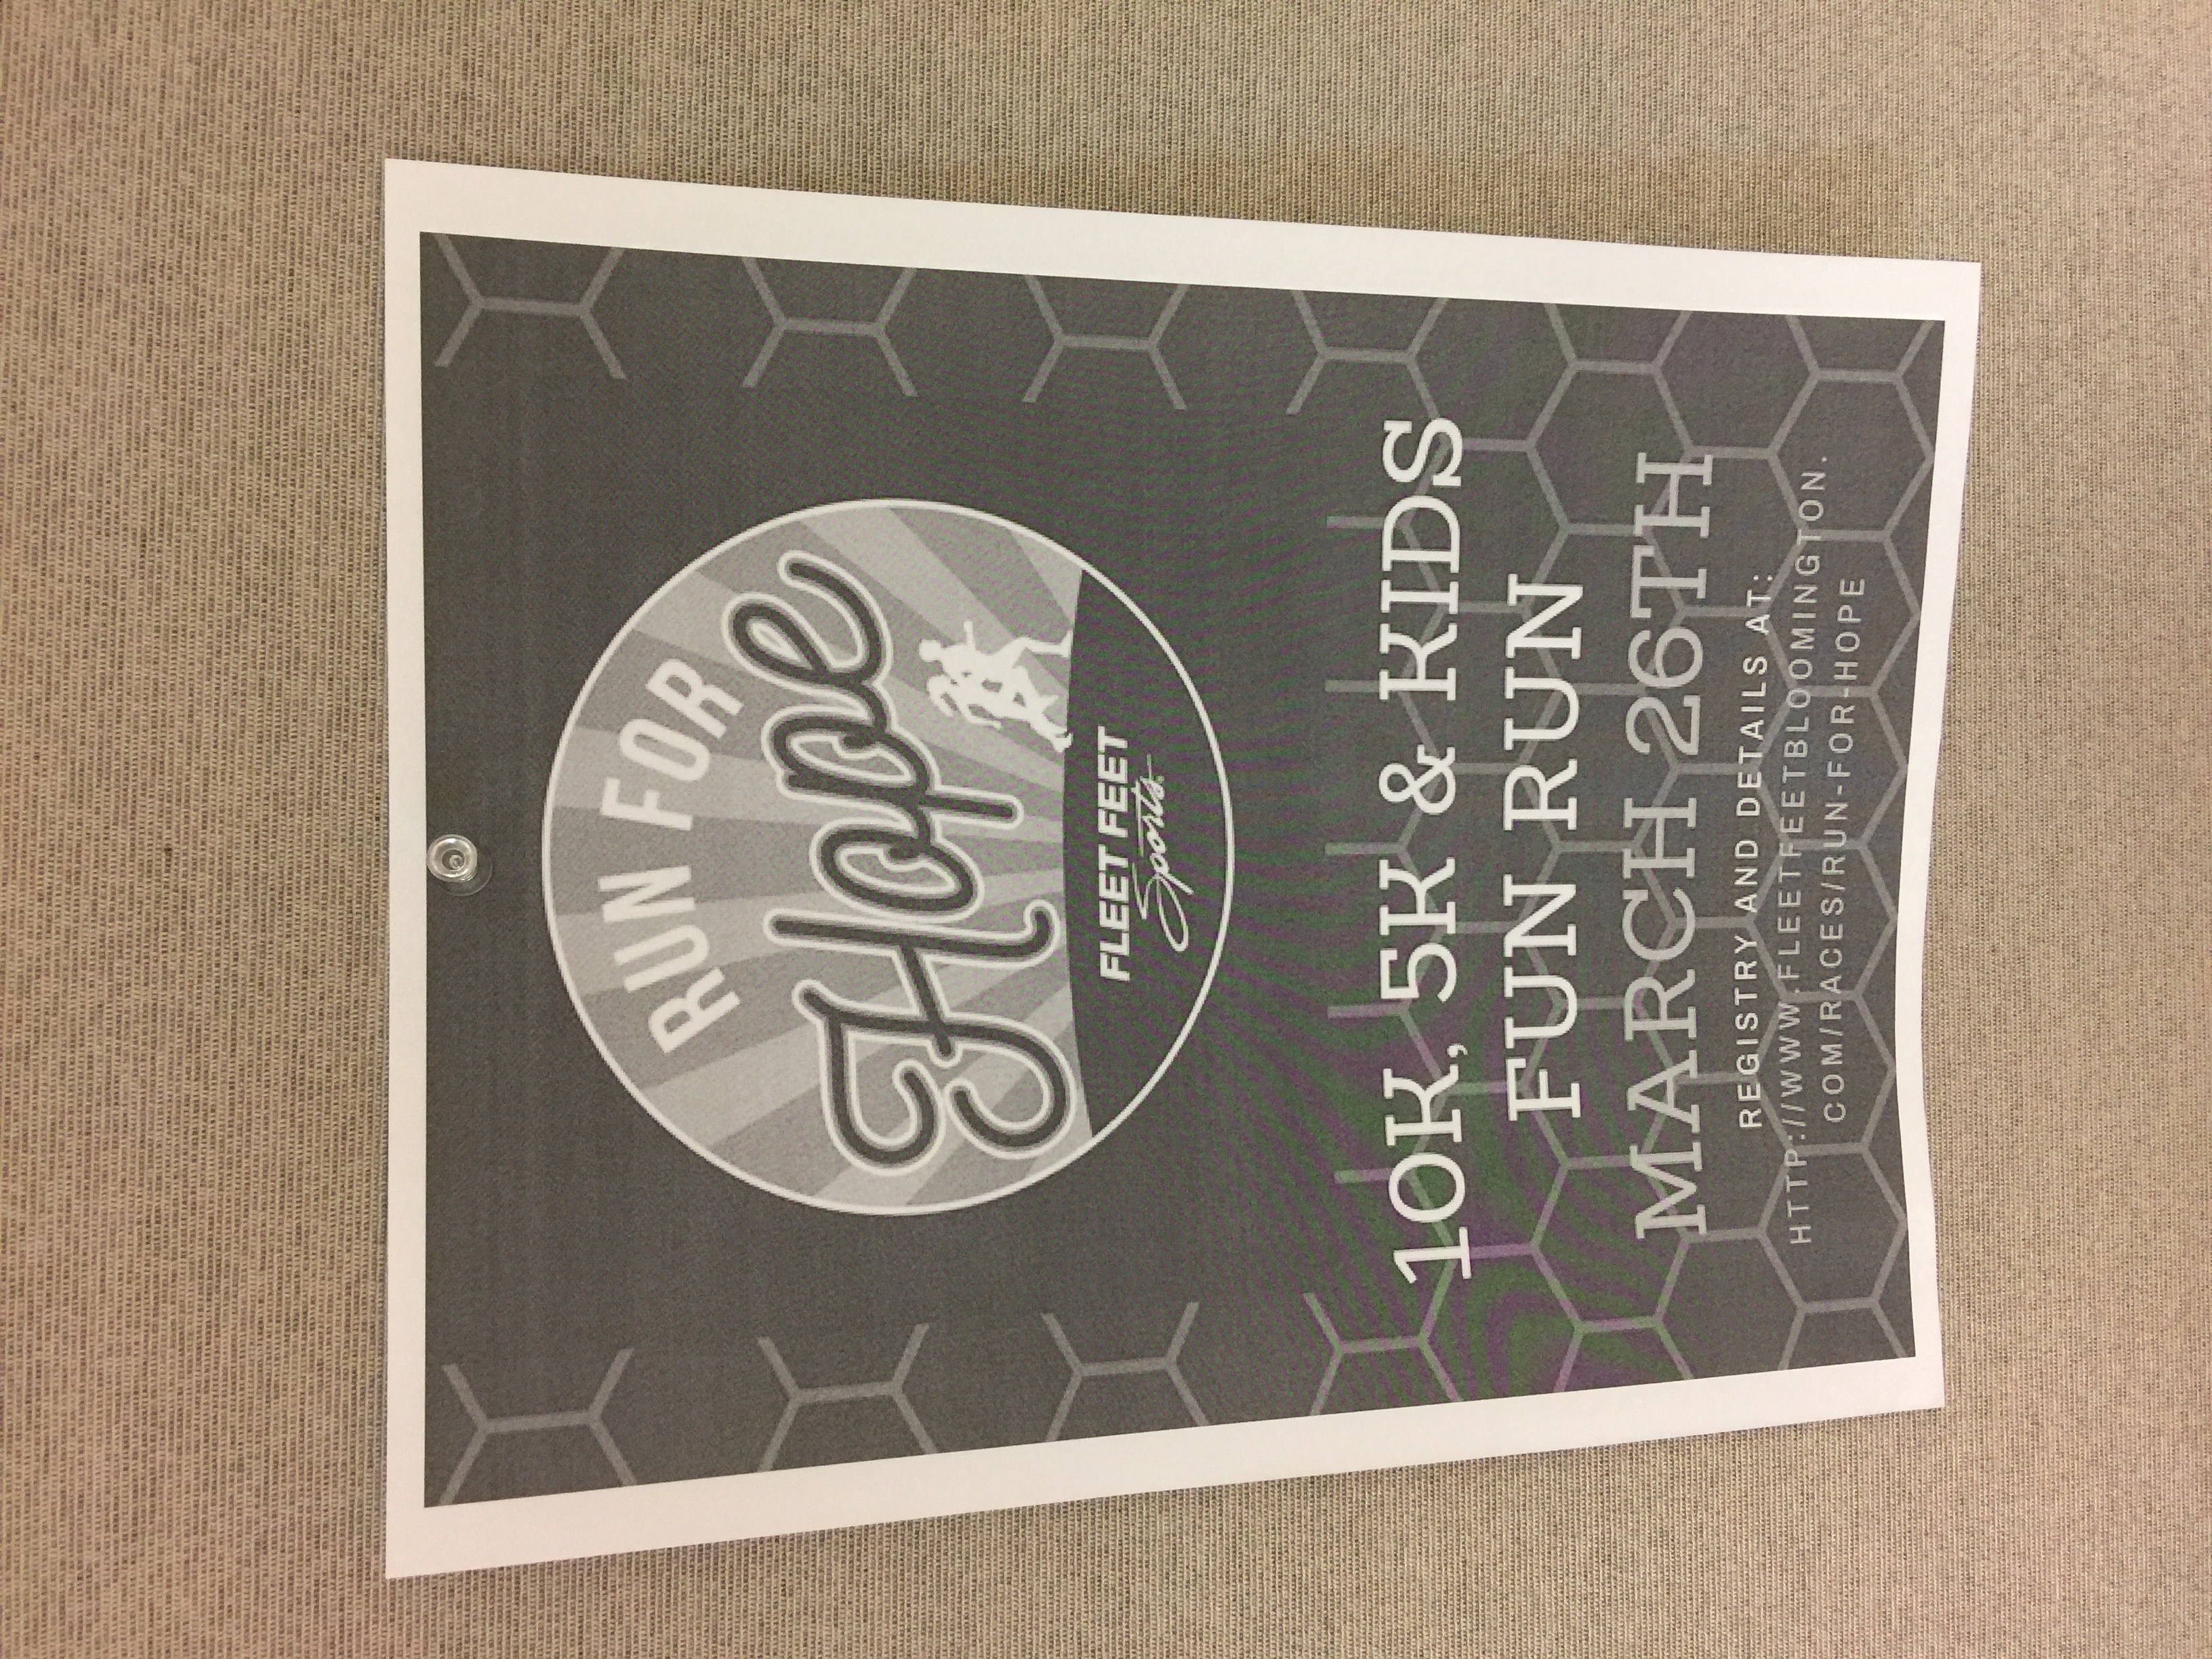 RUN FOR
Hope
FLEET FEET
Sports
10K, 5K & KIDS
FUN RUN
MARCH 26TH
REGISTRY AND DETAILS AT:
HTTP://WWW.FLEETFEETBLOOMINGTON.
COM/RACES/RUN-FOR-HOPE